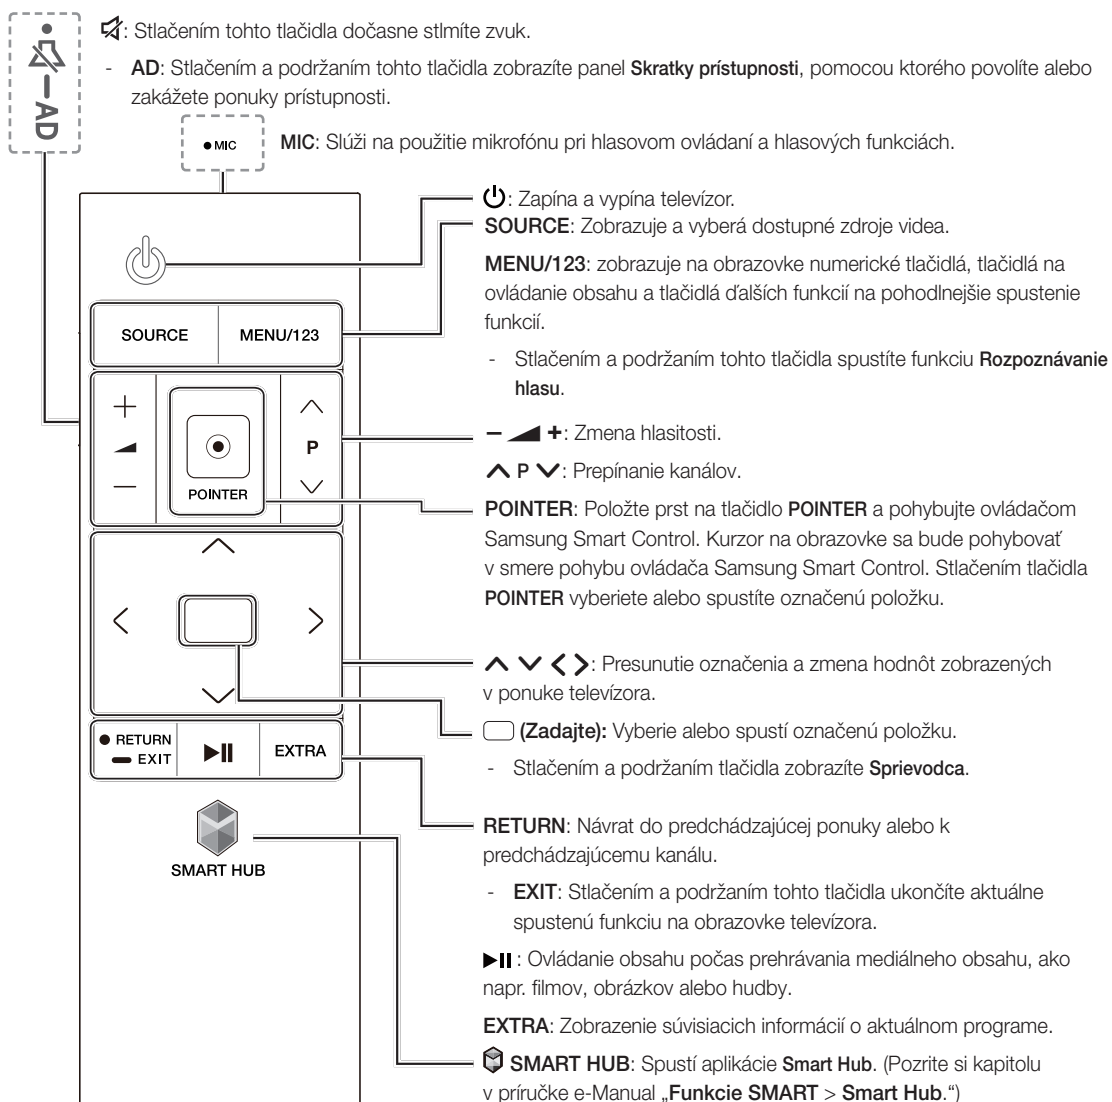 : Stlačením tohto tlačidla dočasne stlmíte zvuk.
- AD: Stlačením a podržaním tohto tlačidla zobrazíte panel Skratky prístupnosti, pomocou ktorého povolíte alebo
zakážete ponuky prístupnosti.
AD
MIC
MIC: Slúži na použitie mikrofónu pri hlasovom ovládaní a hlasových funkciách.
: Zapína a vypína televízor.
SOURCE: Zobrazuje a vyberá dostupné zdroje videa.
MENU/123: zobrazuje na obrazovke numerické tlačidlá, tlačidlá na
ovládanie obsahu a tlačidlá ďalších funkcií na pohodlnejšie spustenie
funkcií.
- Stlačením a podržaním tohto tlačidla spustíte funkciu Rozpoznávanie
hlasu.
SOURCE
MENU/123
+
P
—
POINTER
− +: Zmena hlasitosti.
P : Prepínanie kanálov.
POINTER: Položte prst na tlačidlo POINTER a pohybujte ovládačom
Samsung Smart Control. Kurzor na obrazovke sa bude pohybovať
v smere pohybu ovládača Samsung Smart Control. Stlačením tlačidla
POINTER vyberiete alebo spustíte označenú položku.
: Presunutie označenia a zmena hodnôt zobrazených
v ponuke televízora.
(Zadajte): Vyberie alebo spustí označenú položku.
- Stlačením a podržaním tlačidla zobrazíte Sprievodca.
RETURN
EXIT
EXTRA
SMART HUB
RETURN: Návrat do predchádzajúcej ponuky alebo k
predchádzajúcemu kanálu.
- EXIT: Stlačením a podržaním tohto tlačidla ukončíte aktuálne
spustenú funkciu na obrazovke televízora.
: Ovládanie obsahu počas prehrávania mediálneho obsahu, ako
napr. filmov, obrázkov alebo hudby.
EXTRA: Zobrazenie súvisiacich informácií o aktuálnom programe.
SMART HUB: Spustí aplikácie Smart Hub. (Pozrite si kapitolu
v príručke e-Manual „Funkcie SMART > Smart Hub.“)